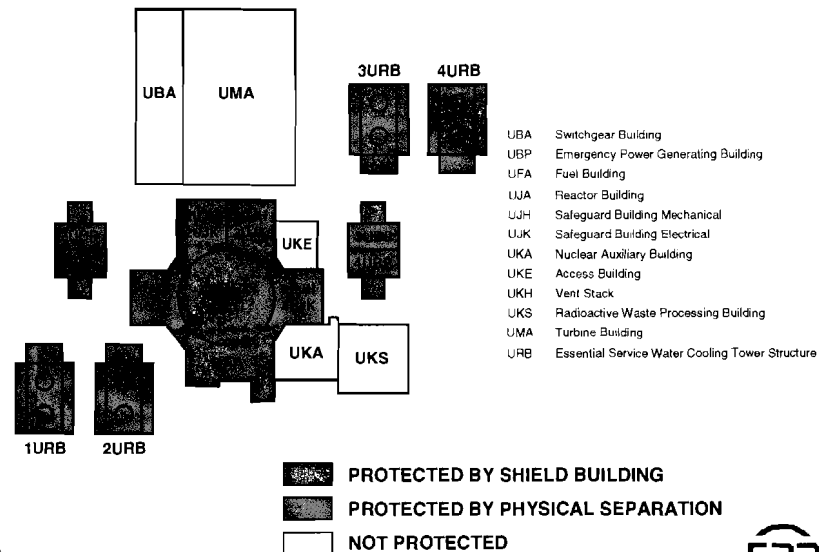 3URB 4URB
UBA UMA
UKE
UKA UKS
1URB 2URB
UBA Switchgear Building
UBP Emergency Power Generating Building
UFA Fuel Building
UJA Reactor Building
UJH Safeguard Building Mechanical
UJK Safeguard Building Electrical
UKA Nuclear Auxiliary Building
UKE Access Building
UKH Vent Stack
UKS Radioactive Waste Processing Building
UMA Turbine Building
URB Essential Service Water Cooling Tower Structure
PROTECTED BY SHIELD BUILDING
PROTECTED BY PHYSICAL SEPARATION
NOT PROTECTED